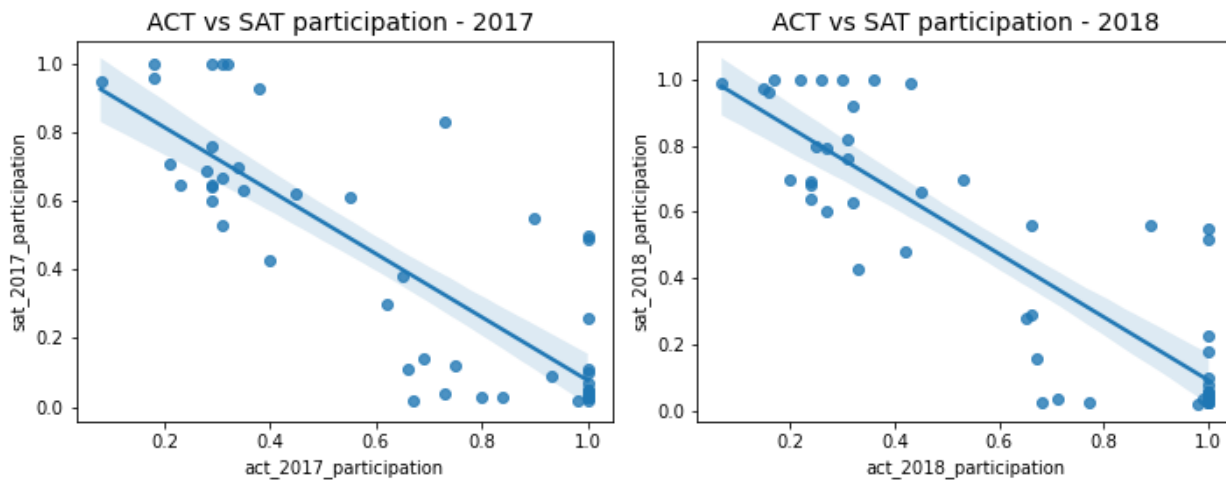 ACT vs SAT participation - 2017
sat_2017_participation
1.0
0.8
0.6
0.4
0.2
0.0
0.2 0.4 0.6 0.8 1.0
act_2017_participation
ACT vs SAT participation - 2018
sat_2018_participation
1.0
0.8
0.6
0.4
0.2
0.0
0.2 0.4 0.6 0.8 1.0
act_2018_participation